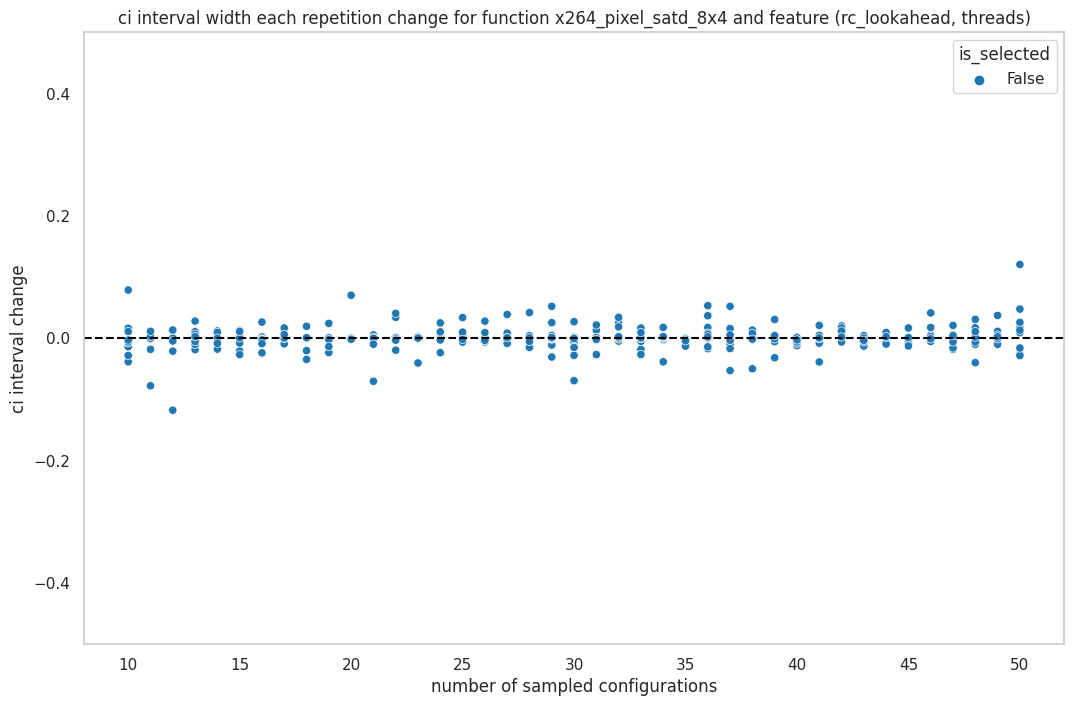 ci interval width each repetition change for function x264_pixel_satd_8x4 and feature (rc_lookahead, threads)
is_selected
False
ci interval change
0.4
0.2
0.0
−0.2
−0.4
10 15 20 25 30 35 40 45 50
number of sampled configurations